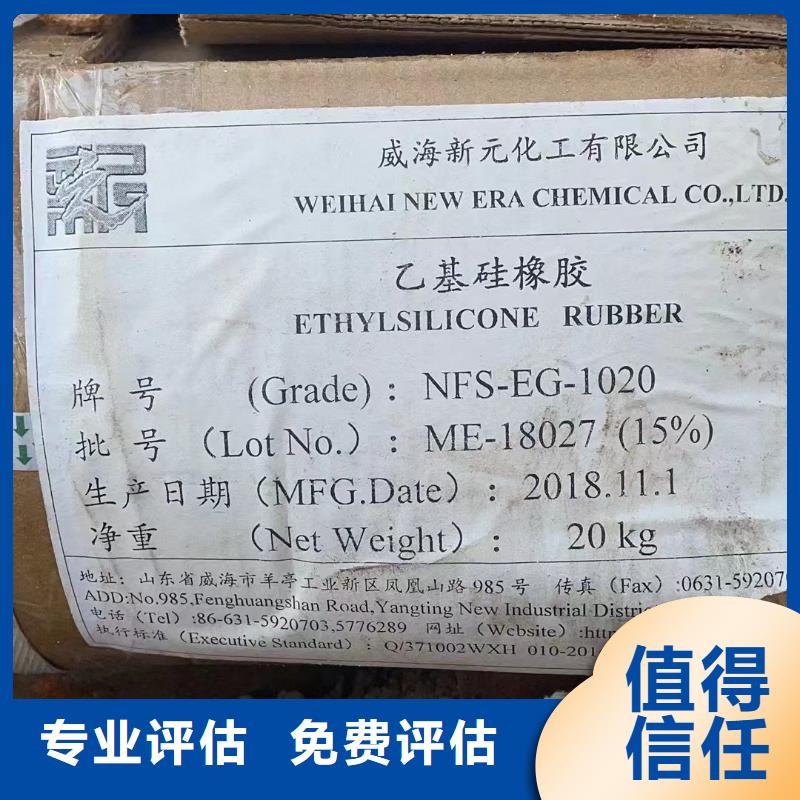 威海新元化工有限公司
WEIHAI NEW ERA CHEMICAL CO.,LTD.
乙基硅橡胶
ETHYLSILICONE RUBBER
牌号 (Grade): NFS-EG-1020
批号 (Lot No.): ME-18027 (15%)
生产日期 (MFG.Date): 2018.11.1
净重 (Net Weight): 20 kg
地址: 山东省威海市羊亭工业新区凤凰山路985号 传真 (Fax):0631-59207
ADD:No.985,Fenghuangshan Road,Yangting New Industrial Distric
电话 (Tel):86-631-5920703,5776289 网址 (Website):htt
执行标准 (Executive Standard): Q/371002WXH 010-201
专业评估 免费评估
值得
信任